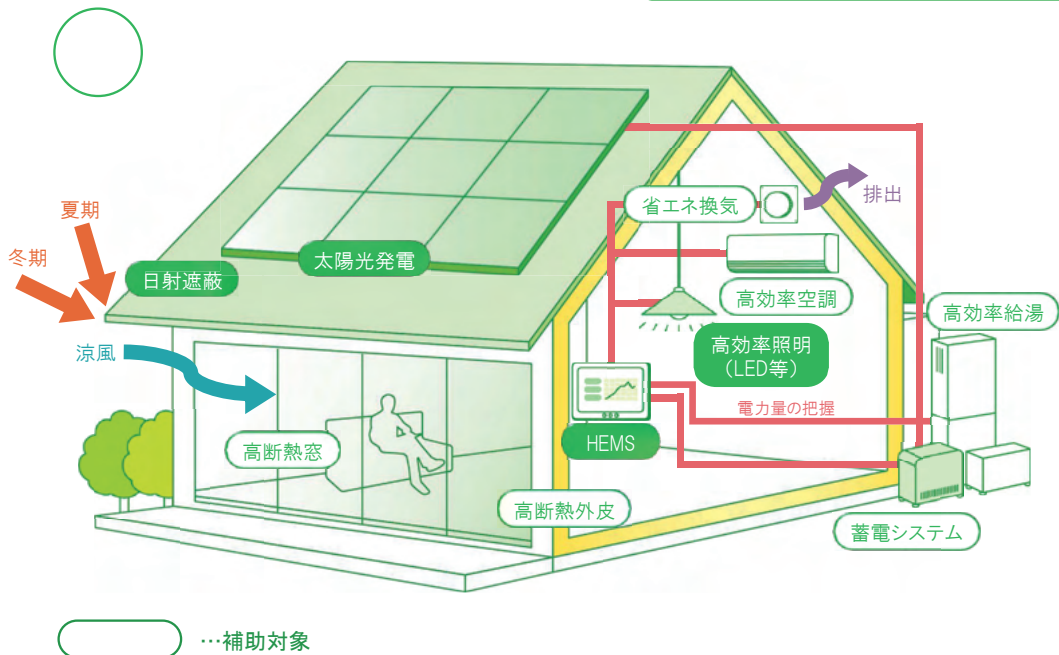 夏期
冬期
日射遮蔽
太陽光発電
涼風
高断熱窓
省エネ換気
排出
高効率空調
高効率照明
（LED等）
高効率給湯
電力量の把握
HEMS
高断熱外皮
蓄電システム
…補助対象